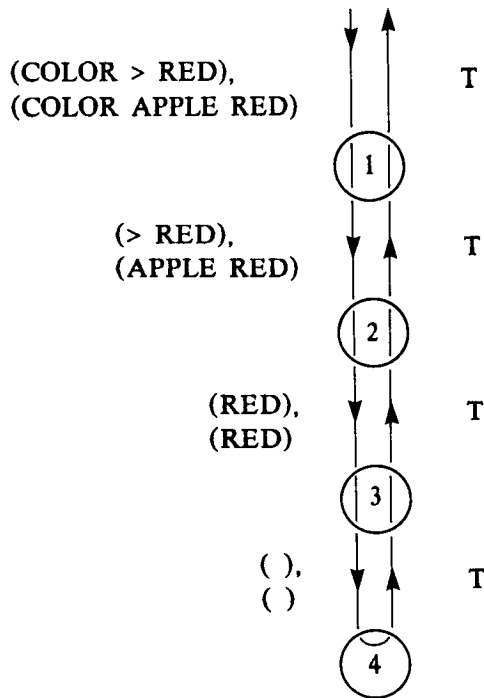 (COLOR > RED),
(COLOR APPLE RED)
T
1
(> RED),
(APPLE RED)
T
2
(RED),
(RED)
T
3
( ),
( )
T
4